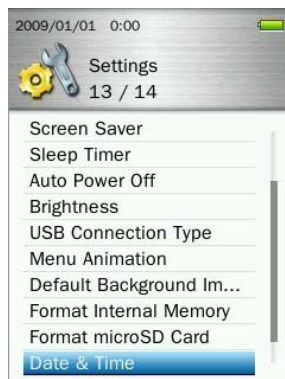 2009/01/01 0:00
Settings
13 / 14
Screen Saver
Sleep Timer
Auto Power Off
Brightness
USB Connection Type
Menu Animation
Default Background Im...
Format Internal Memory
Format microSD Card
Date & Time